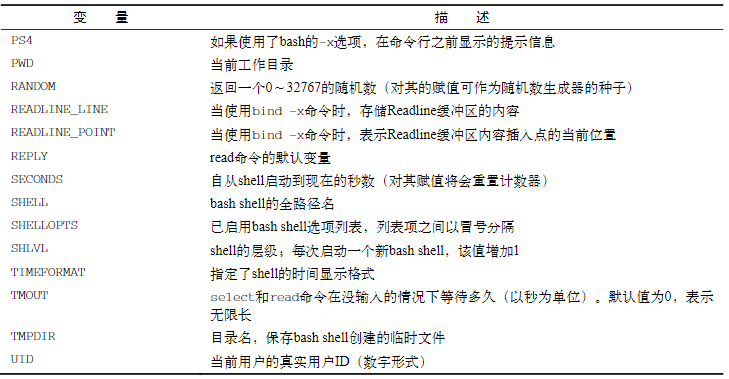 变 量 描 述
PS4 如果使用了bash的-x选项，在命令行之前显示的提示信息
PWD 当前工作目录
RANDOM 返回一个0～32767的随机数（对其的赋值可作为随机数生成器的种子）
READLINE_LINE 当使用bind -x命令时，存储Readline缓冲区的内容
READLINE_POINT 当使用bind -x命令时，表示Readline缓冲区内容插入点的当前位置
REPLY read命令的默认变量
SECONDS 自从shell启动到现在的秒数（对其赋值将会重置计数器）
SHELL bash shell的全路径名
SHELLOPTS 已启用bash shell选项列表，列表项之间以冒号分隔
SHLVL shell的层级；每次启动一个新bash shell，该值增加1
TIMEFORMAT 指定了shell的时间显示格式
TMOUT select和read命令在没输入的情况下等待多久（以秒为单位）。默认值为0，表示
无限长
TMPDIR 目录名，保存bash shell创建的临时文件
UID 当前用户的真实用户ID（数字形式）